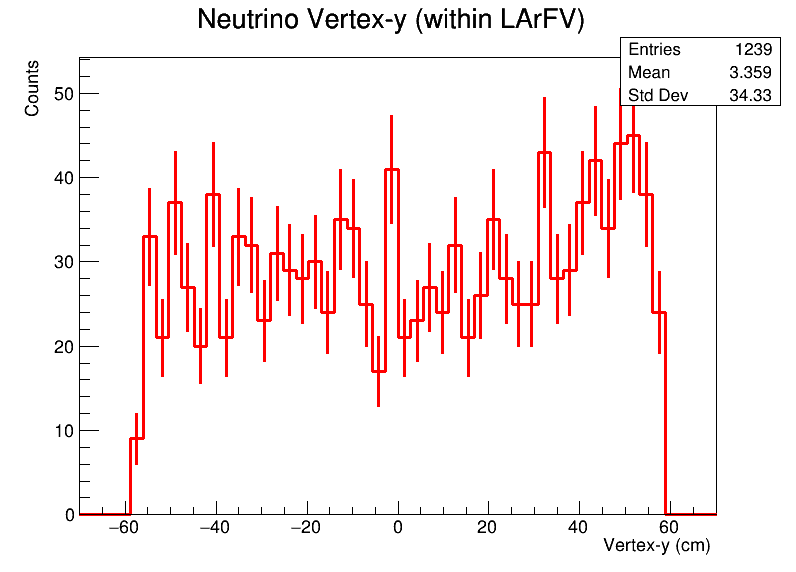 Neutrino Vertex-y (within LArFV)
Entries 1239
Mean 3.359
Std Dev 34.33
Counts
50
40
30
20
10
0
−60 −40 −20 0 20 40 60
Vertex-y (cm)